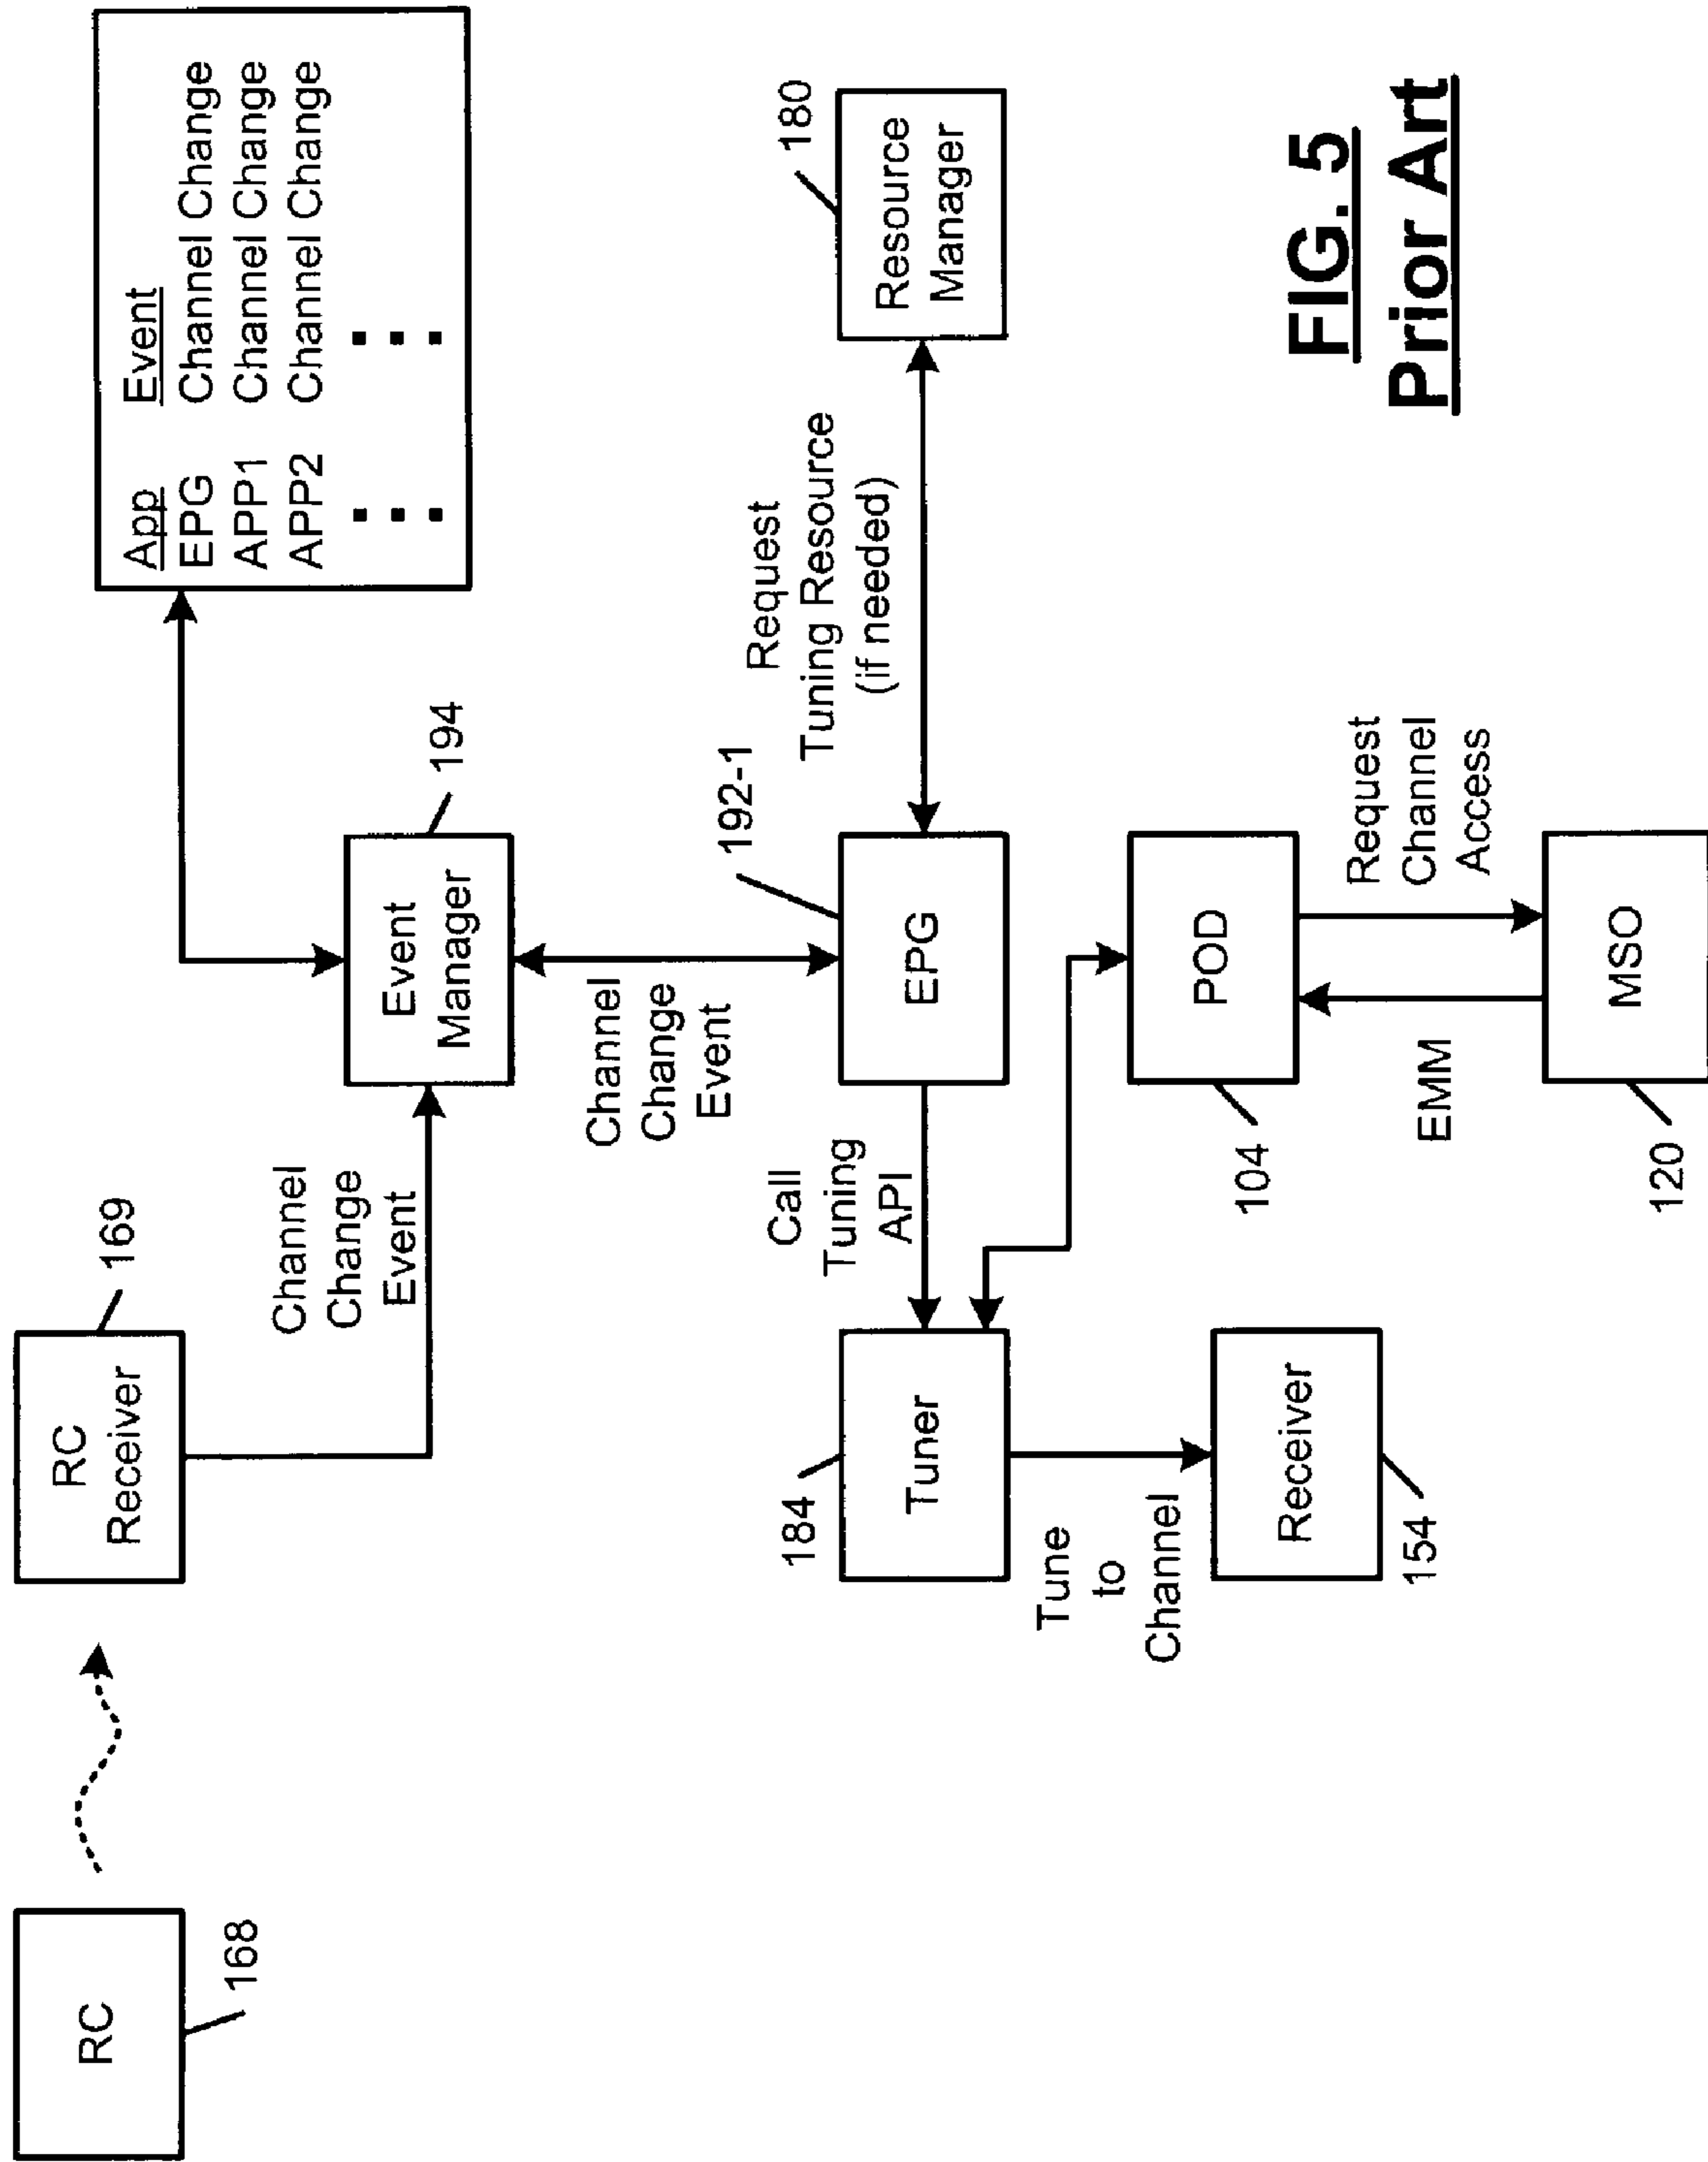 RC
168
RC
Receiver
169
Channel
Change
Event
Event
Manager
194
App Event
EPG Channel Change
APP1 Channel Change
APP2 Channel Change
Channel
Change
Event
Tuner
184
Call
Tuning
API
EPG
192-1
Request
Tuning Resource
(if needed)
Resource
Manager
180
Tune
to
Channel
Receiver
154
POD
104
EMM
Request
Channel
Access
MSO
120
FIG. 5
Prior Art